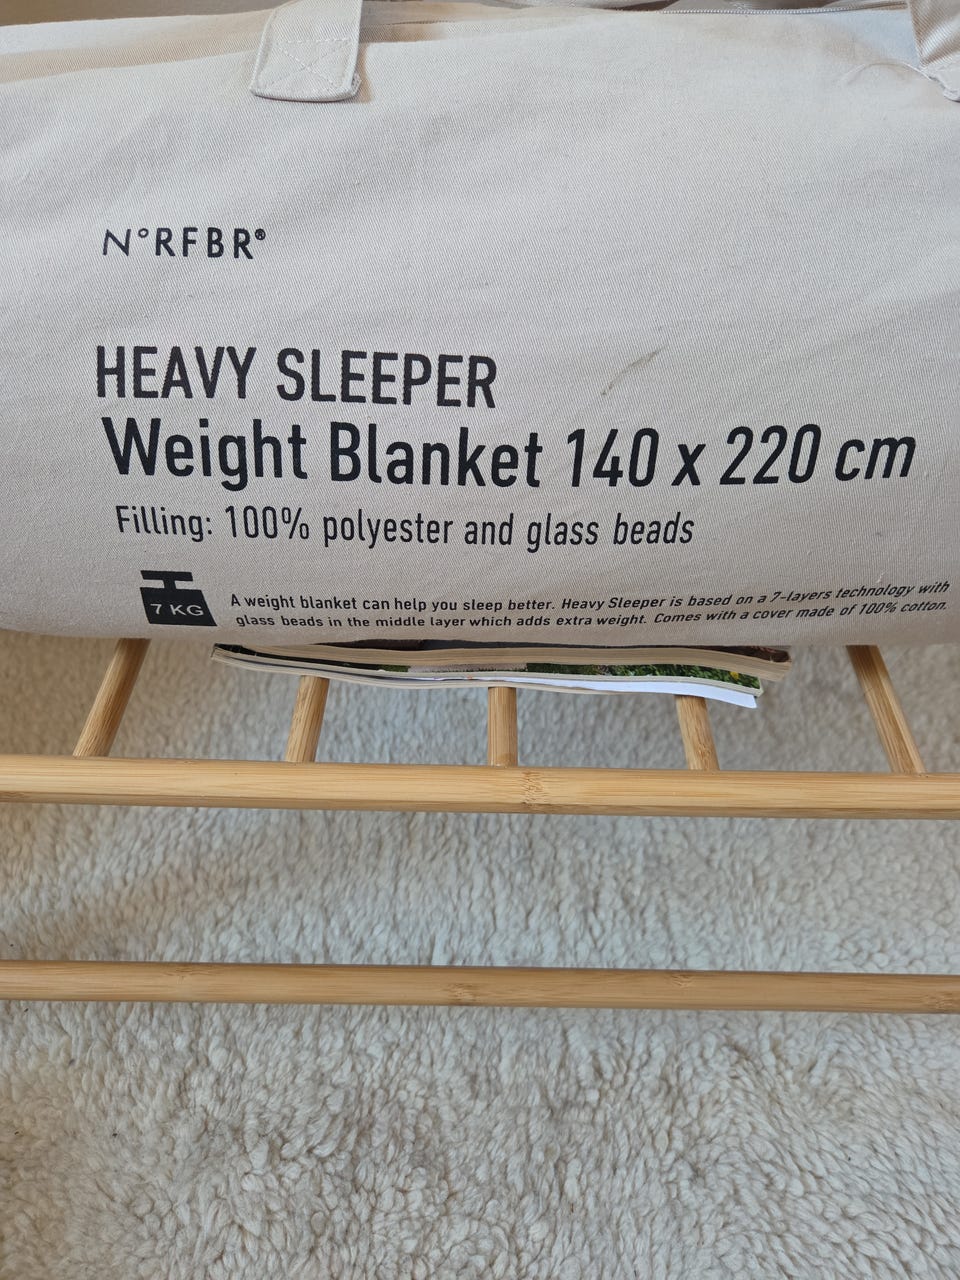 N°RFBR®
HEAVY SLEEPER
Weight Blanket 140 x 220 cm
Filling: 100% polyester and glass beads
7 KG
A weight blanket can help you sleep better. Heavy Sleeper is based on a 7-layers technology with
glass beads in the middle layer which adds extra weight. Comes with a cover made of 100% cotton.